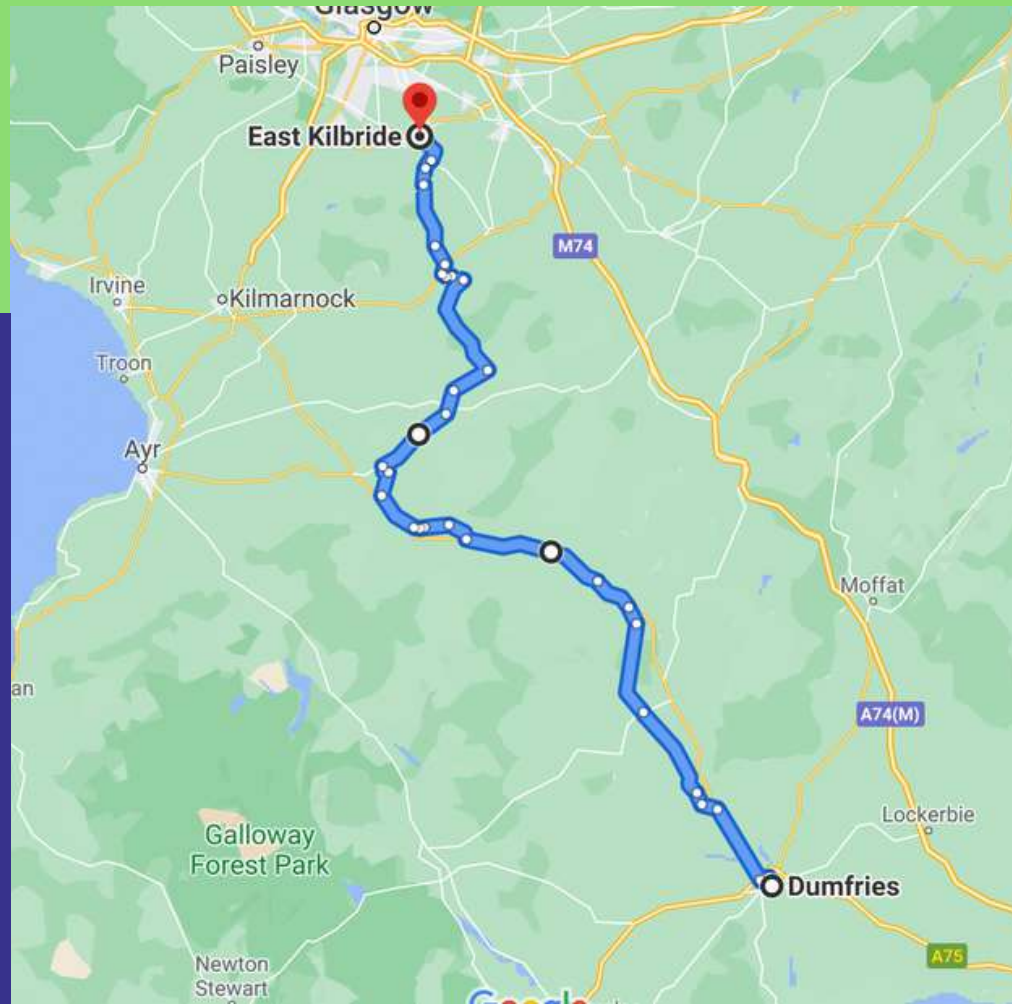 Glasgow
Paisley
East Kilbride
M74
Irvine
Kilmarnock
Troon
Ayr
Moffat
an
A74(M)
Lockerbie
Galloway
Forest Park
Dumfries
A75
Newton
Stewart
Google